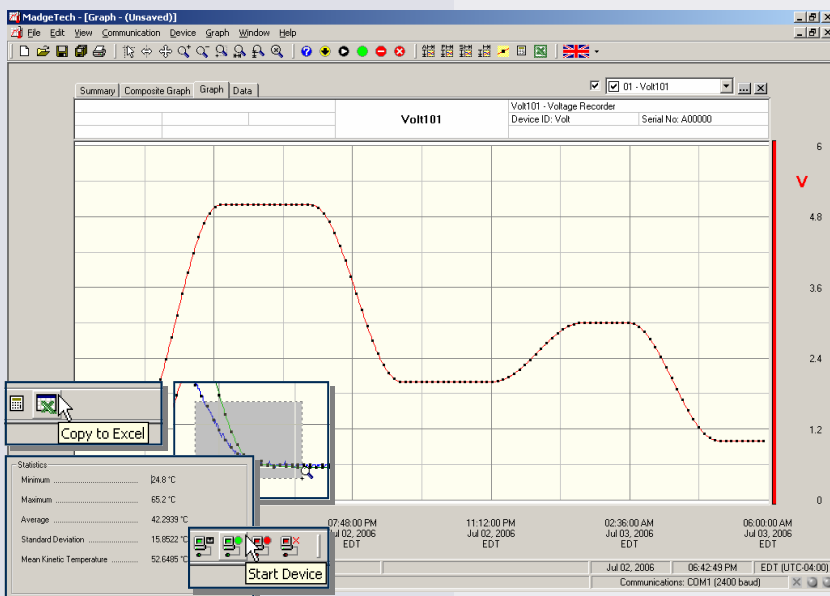 MadgeTech - [Graph - (Unsaved)]
File Edit View Communication Device Graph Window Help
Summary Composite Graph Graph Data
01 - Volt101
Volt101
Volt101 - Voltage Recorder
Device ID: Volt Serial No: A00000
6
V
4.8
3.6
2.4
1.2
0
Copy to Excel
Statistics
Minimum 24.8 °C
Maximum 65.2 °C
Average 42.2939 °C
Standard Deviation 15.8522 °C
Mean Kinetic Temperature 52.6485 °C
Start Device
07:48:00 PM 11:12:00 PM 02:36:00 AM 06:00:00 AM
Jul 02, 2006 Jul 02, 2006 Jul 03, 2006 Jul 03, 2006
EDT EDT EDT EDT
Jul 02, 2006 06:42:49 PM EDT (UTC-04:00)
Communications: COM1 (2400 baud)